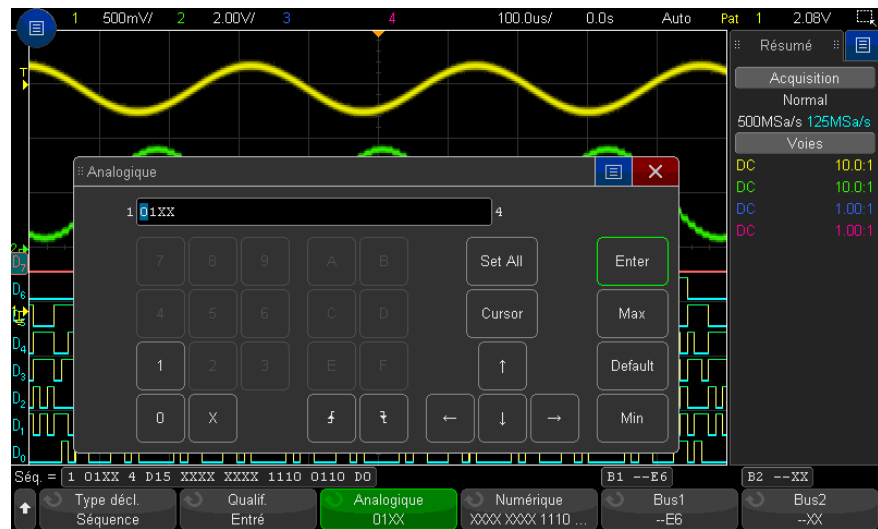 1 500mV/ 2 2.00V/ 3 4 100.0us/ 0.0s Auto Pat 1 2.08V
Résumé
Acquisition
Normal
500MSa/s 125MSa/s
Voies
DC 10.0:1
DC 10.0:1
DC 1.00:1
DC 1.00:1
T
2
D7
D6
D4
D3
D2
D1
D0
Analogique
1 01XX 4
7 8 9 A B Set All Enter
4 5 6 C D Cursor Max
1 2 3 E F ↑ Default
0 X ← ↓ → Min
Séq. = 1 01XX 4 D15 XXXX XXXX 1110 0110 D0 B1 --E6 B2 --XX
Type décl. Qualif. Analogique Numérique Bus1 Bus2
Séquence Entré 01XX XXXX XXXX 1110 ... --E6 --XX